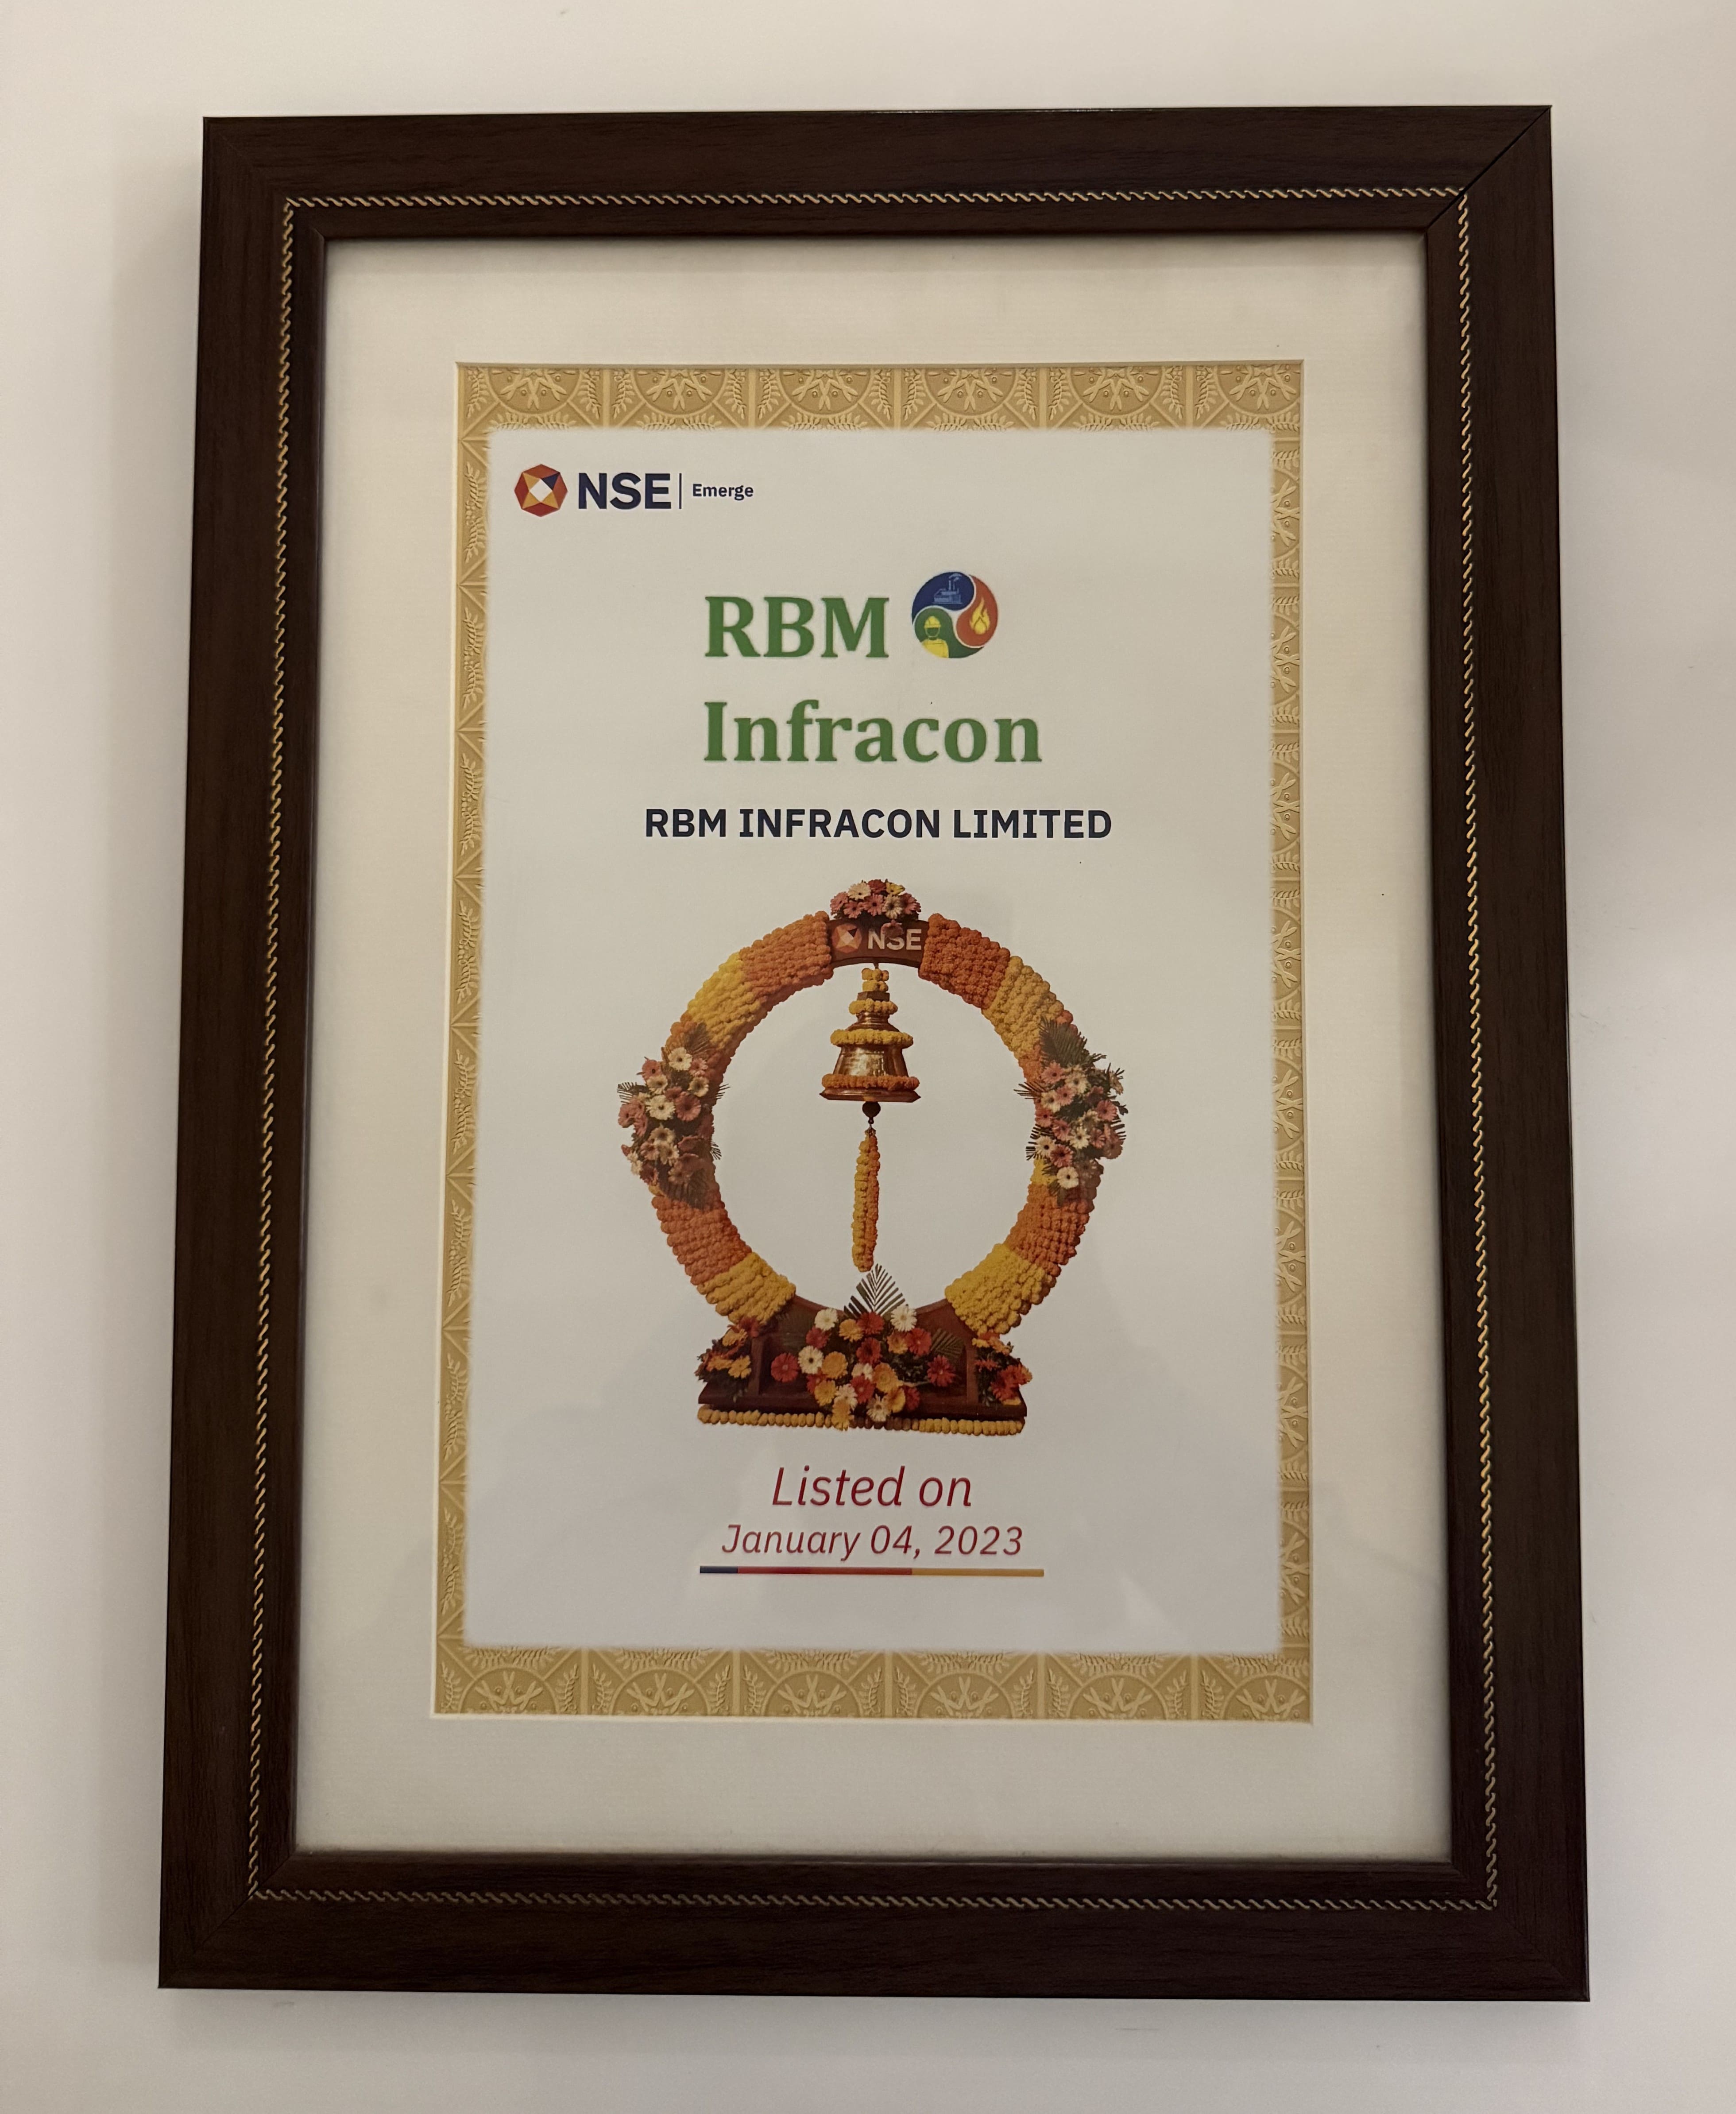 NSE | Emerge
RBM
Infracon
RBM INFRACON LIMITED
NSE
Listed on
January 04, 2023